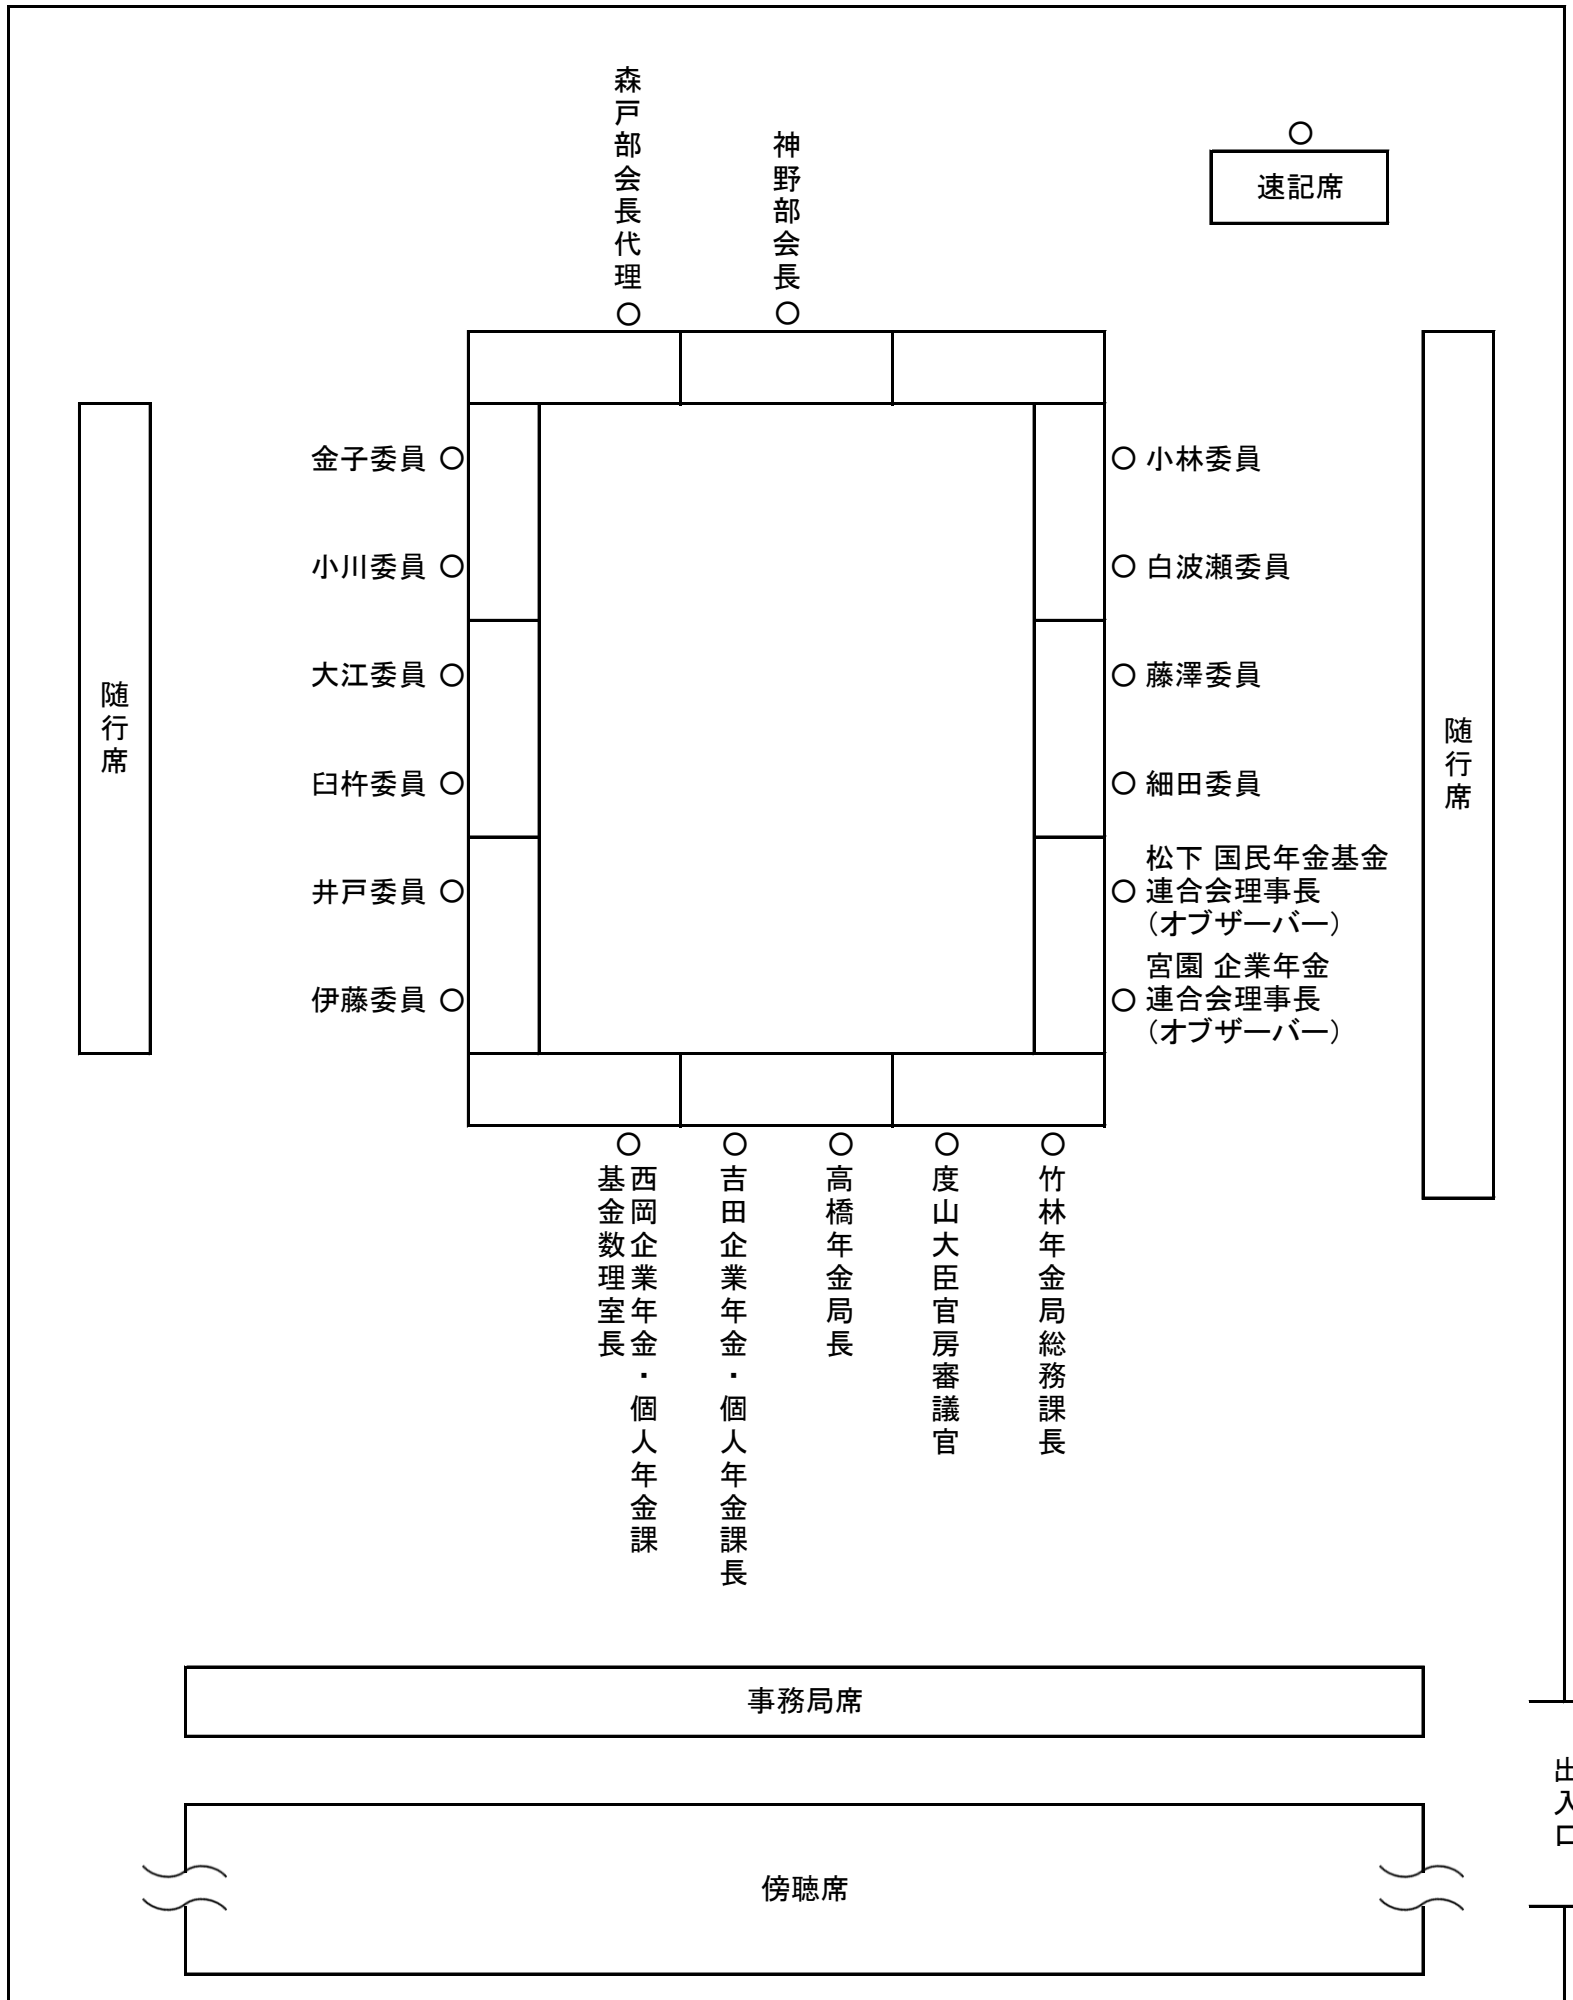 森戸部会長代理
神野部会長
速記席
金子委員
小川委員
大江委員
臼杵委員
井戸委員
伊藤委員
小林委員
白波瀬委員
藤澤委員
細田委員
松下 国民年金基金
連合会理事長
（オブザーバー）
宮園 企業年金
連合会理事長
（オブザーバー）
随行席
随行席
西岡企業年金・個人年金課
基金数理室長
吉田企業年金・個人年金課長
高橋年金局長
度山大臣官房審議官
竹林年金局総務課長
事務局席
出入口
傍聴席